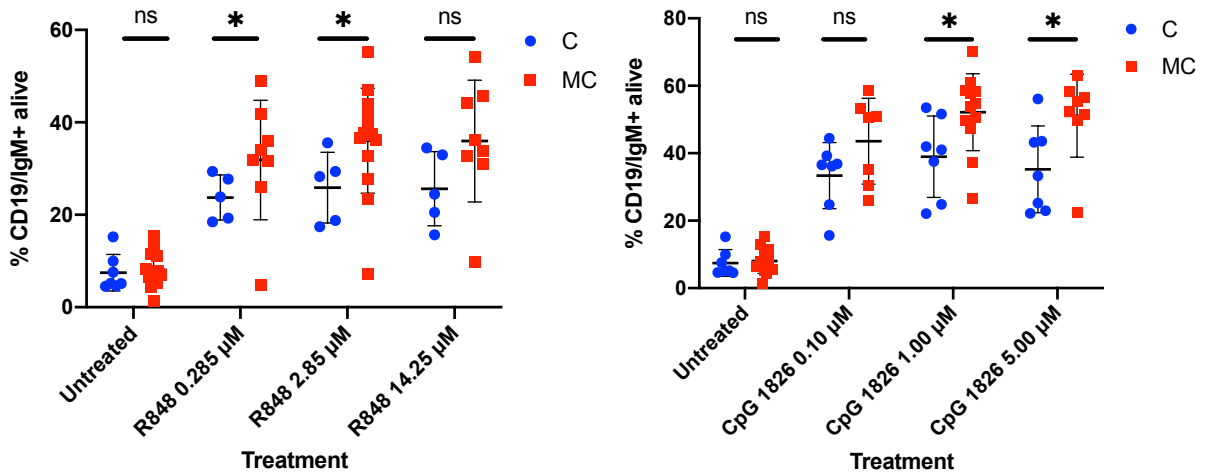 ns * * ns
C
MC
% CD19/IgM+ alive
60
40
20
0
Untreated
R848 0.285 µM
R848 2.85 µM
R848 14.25 µM
Treatment
ns ns * *
C
MC
% CD19/IgM+ alive
80
60
40
20
0
Untreated
CpG 1826 0.10 µM
CpG 1826 1.00 µM
CpG 1826 5.00 µM
Treatment